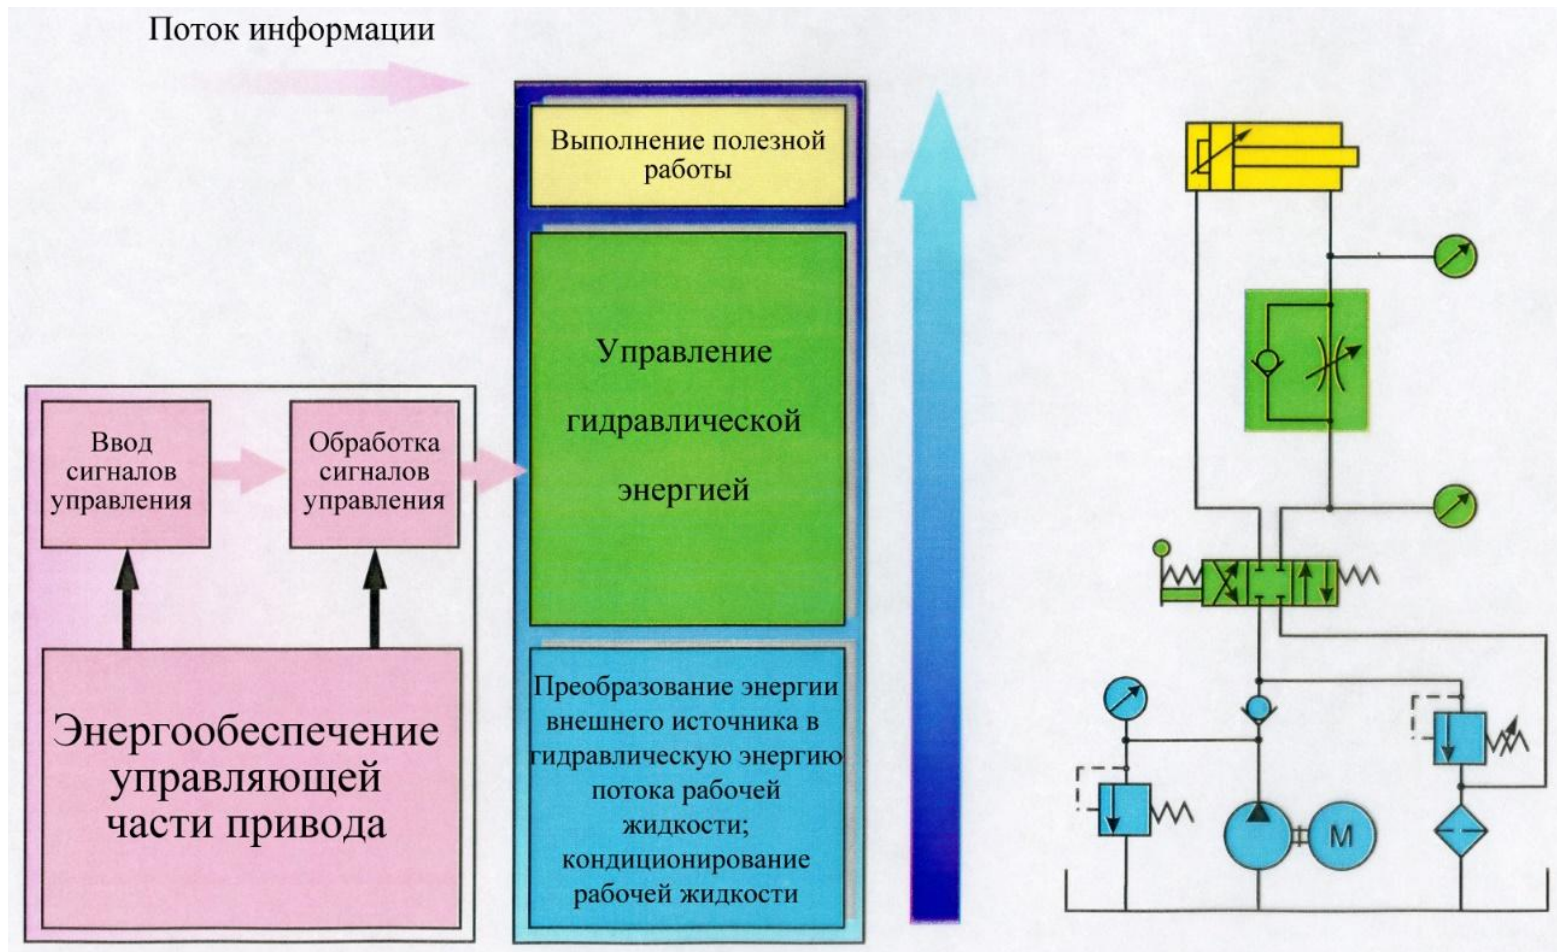 Поток информации
Выполнение полезной
работы
Управление
гидравлической
энергией
Ввод
сигналов
управления
Обработка
сигналов
управления
Энергообеспечение
управляющей
части привода
Преобразование энергии
внешнего источника в
гидравлическую энергию
потока рабочей
жидкости;
кондиционирование
рабочей жидкости
М